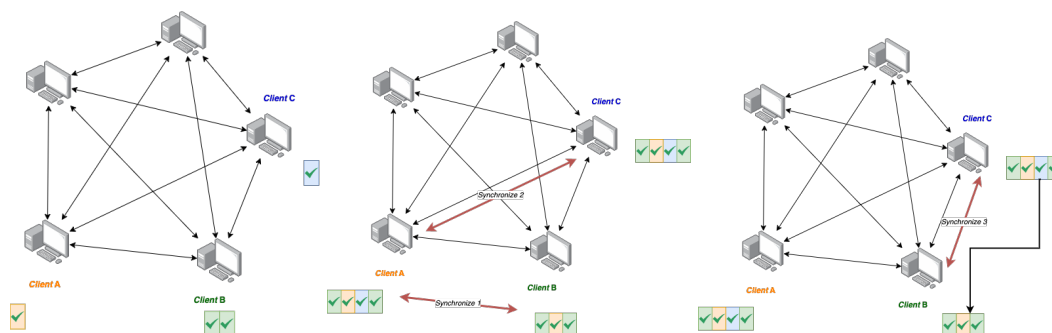 Client C
Client A
Client B
Client C
Synchronize 2
Client A
Synchronize 1
Client B
Client C
Synchronize 3
Client A
Client B